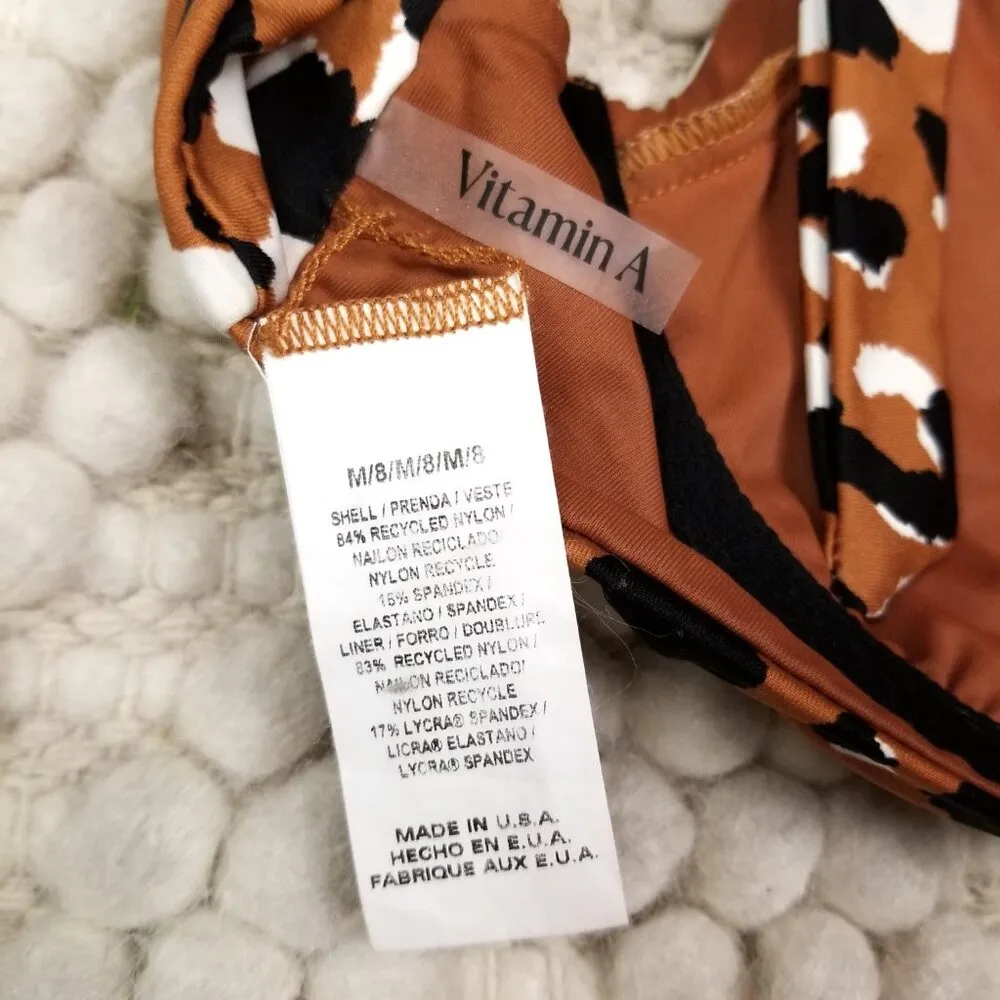 Vitamin A
M/8/M/8/M/8
SHELL / PRENDA / VESTE
84% RECYCLED NYLON /
NAILON RECICLADO/
NYLON RECYCLE
16% SPANDEX /
ELASTANO / SPANDEX /
LINER / FORRO / DOUBLURE
83% RECYCLED NYLON /
NAILON RECICLADO/
NYLON RECYCLE
17% LYCRA® SPANDEX /
LICRA® ELASTANO /
LYCRA® SPANDEX
MADE IN U.S.A.
HECHO EN E.U.A.
FABRIQUE AUX E.U.A.